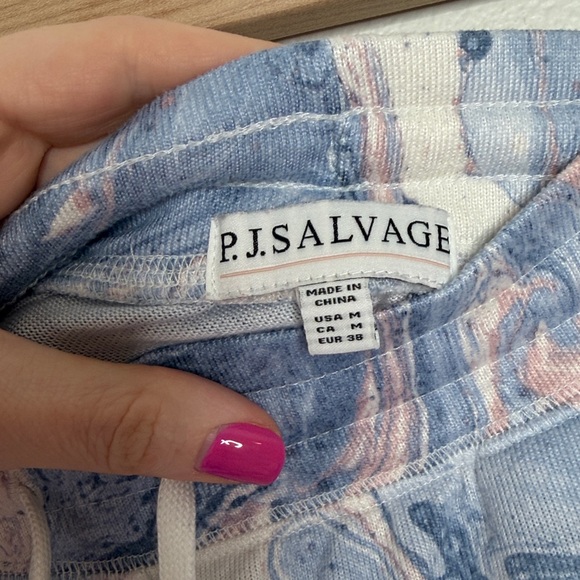 P.J.SALVAGE
MADE IN
CHINA
USA M
CA M
EUR 38